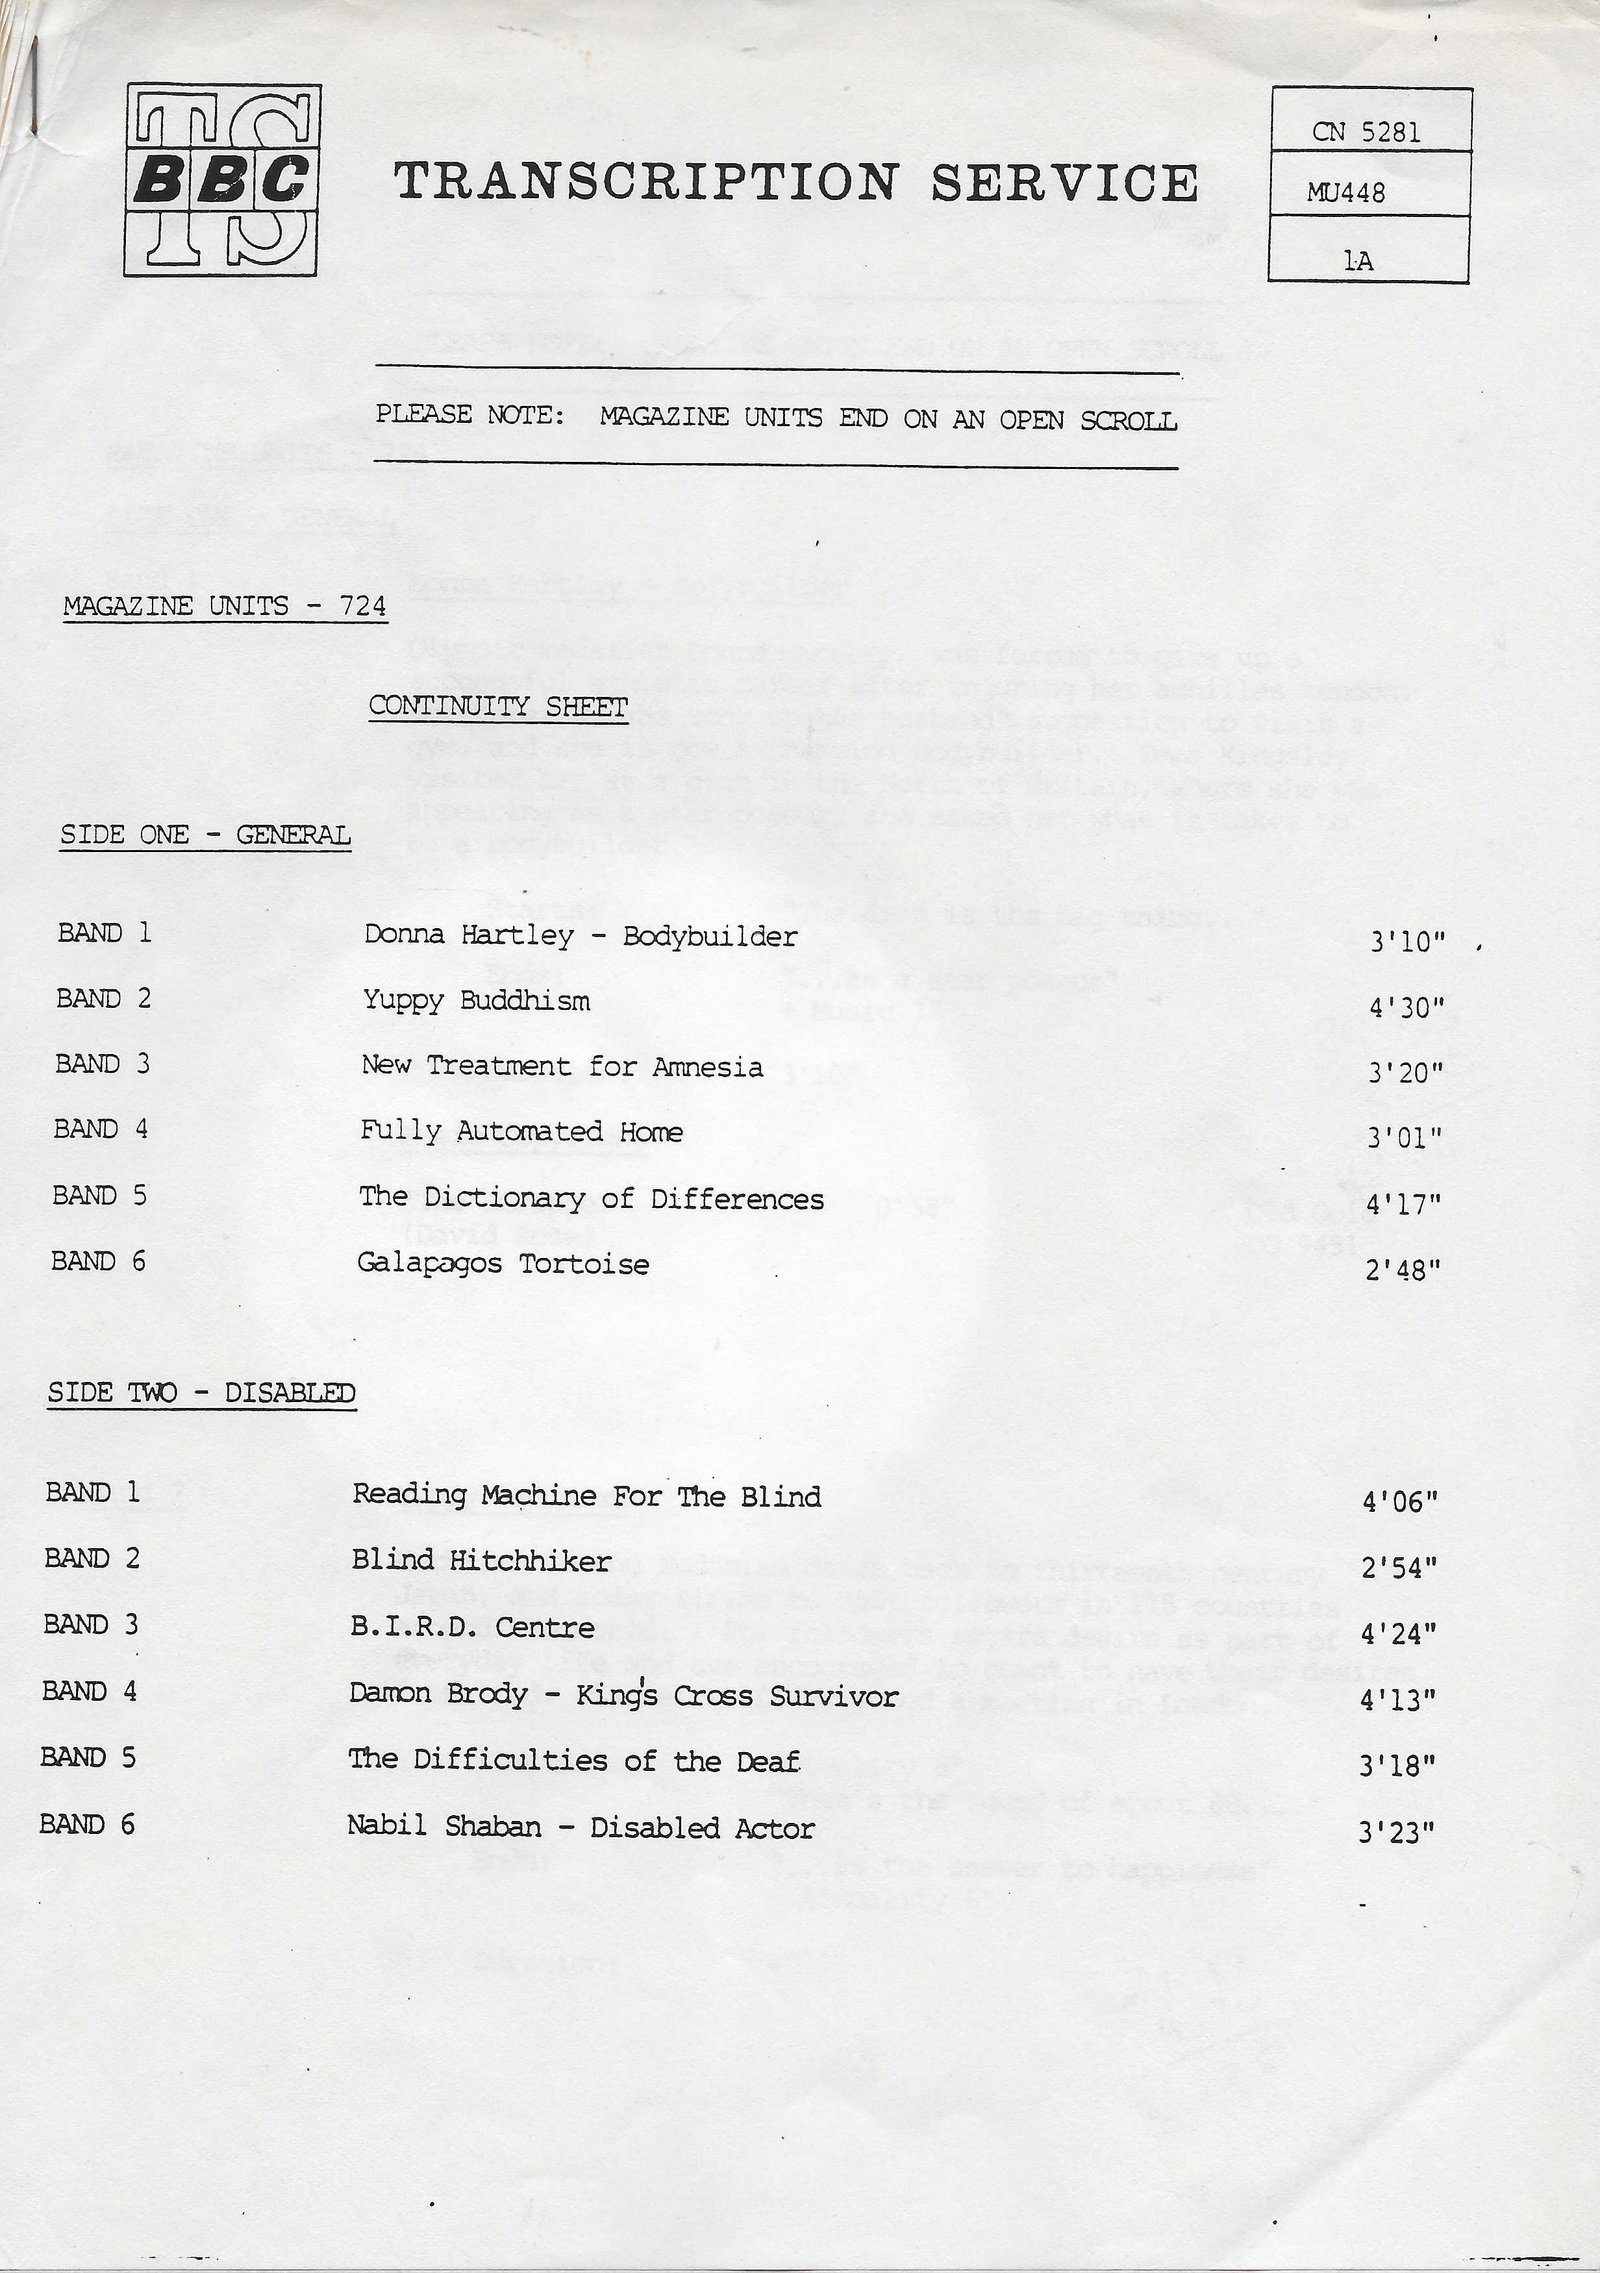 TS
BBC
TS
TRANSCRIPTION SERVICE
CN 5281
MU448
1A
PLEASE NOTE: MAGAZINE UNITS END ON AN OPEN SCROLL
MAGAZINE UNITS - 724
CONTINUITY SHEET
SIDE ONE - GENERAL
BAND 1 Donna Hartley - Bodybuilder 3'10"
BAND 2 Yuppy Buddhism 4'30"
BAND 3 New Treatment for Amnesia 3'20"
BAND 4 Fully Automated Home 3'01"
BAND 5 The Dictionary of Differences 4'17"
BAND 6 Galapagos Tortoise 2'48"
SIDE TWO - DISABLED
BAND 1 Reading Machine For The Blind 4'06"
BAND 2 Blind Hitchhiker 2'54"
BAND 3 B.I.R.D. Centre 4'24"
BAND 4 Damon Brody - King's Cross Survivor 4'13"
BAND 5 The Difficulties of the Deaf 3'18"
BAND 6 Nabil Shaban - Disabled Actor 3'23"